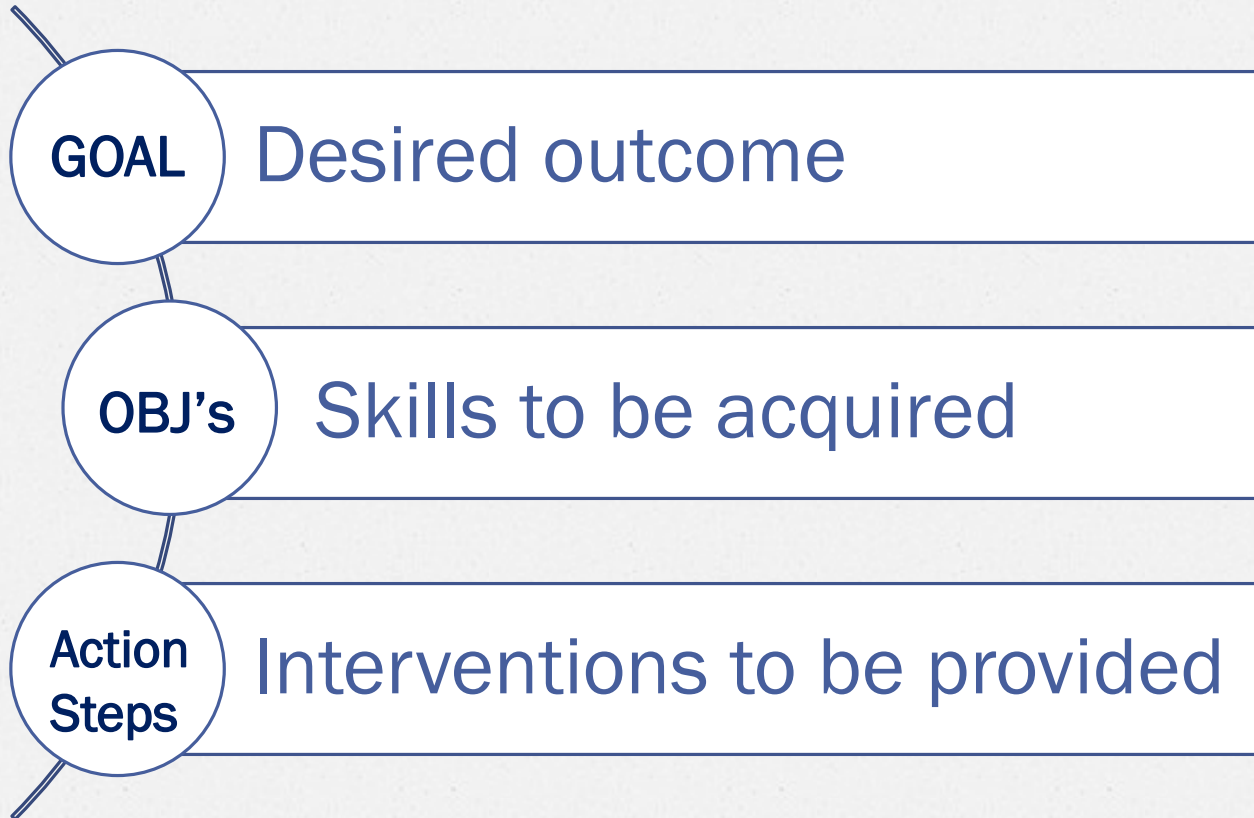 GOAL
Desired outcome
OBJ’s
Skills to be acquired
Action
Steps
Interventions to be provided